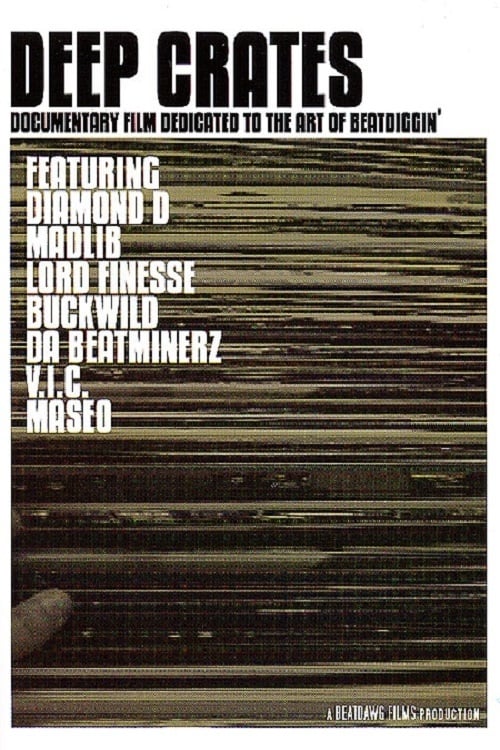 DEEP CRATES
DOCUMENTARY FILM DEDICATED TO THE ART OF BEATDIGGIN'
FEATURING
DIAMOND D
MADLIB
LORD FINESSE
BUCKWILD
DA BEATMINERZ
V.I.C.
MASEO
A BEATDAWG FILMS PRODUCTION